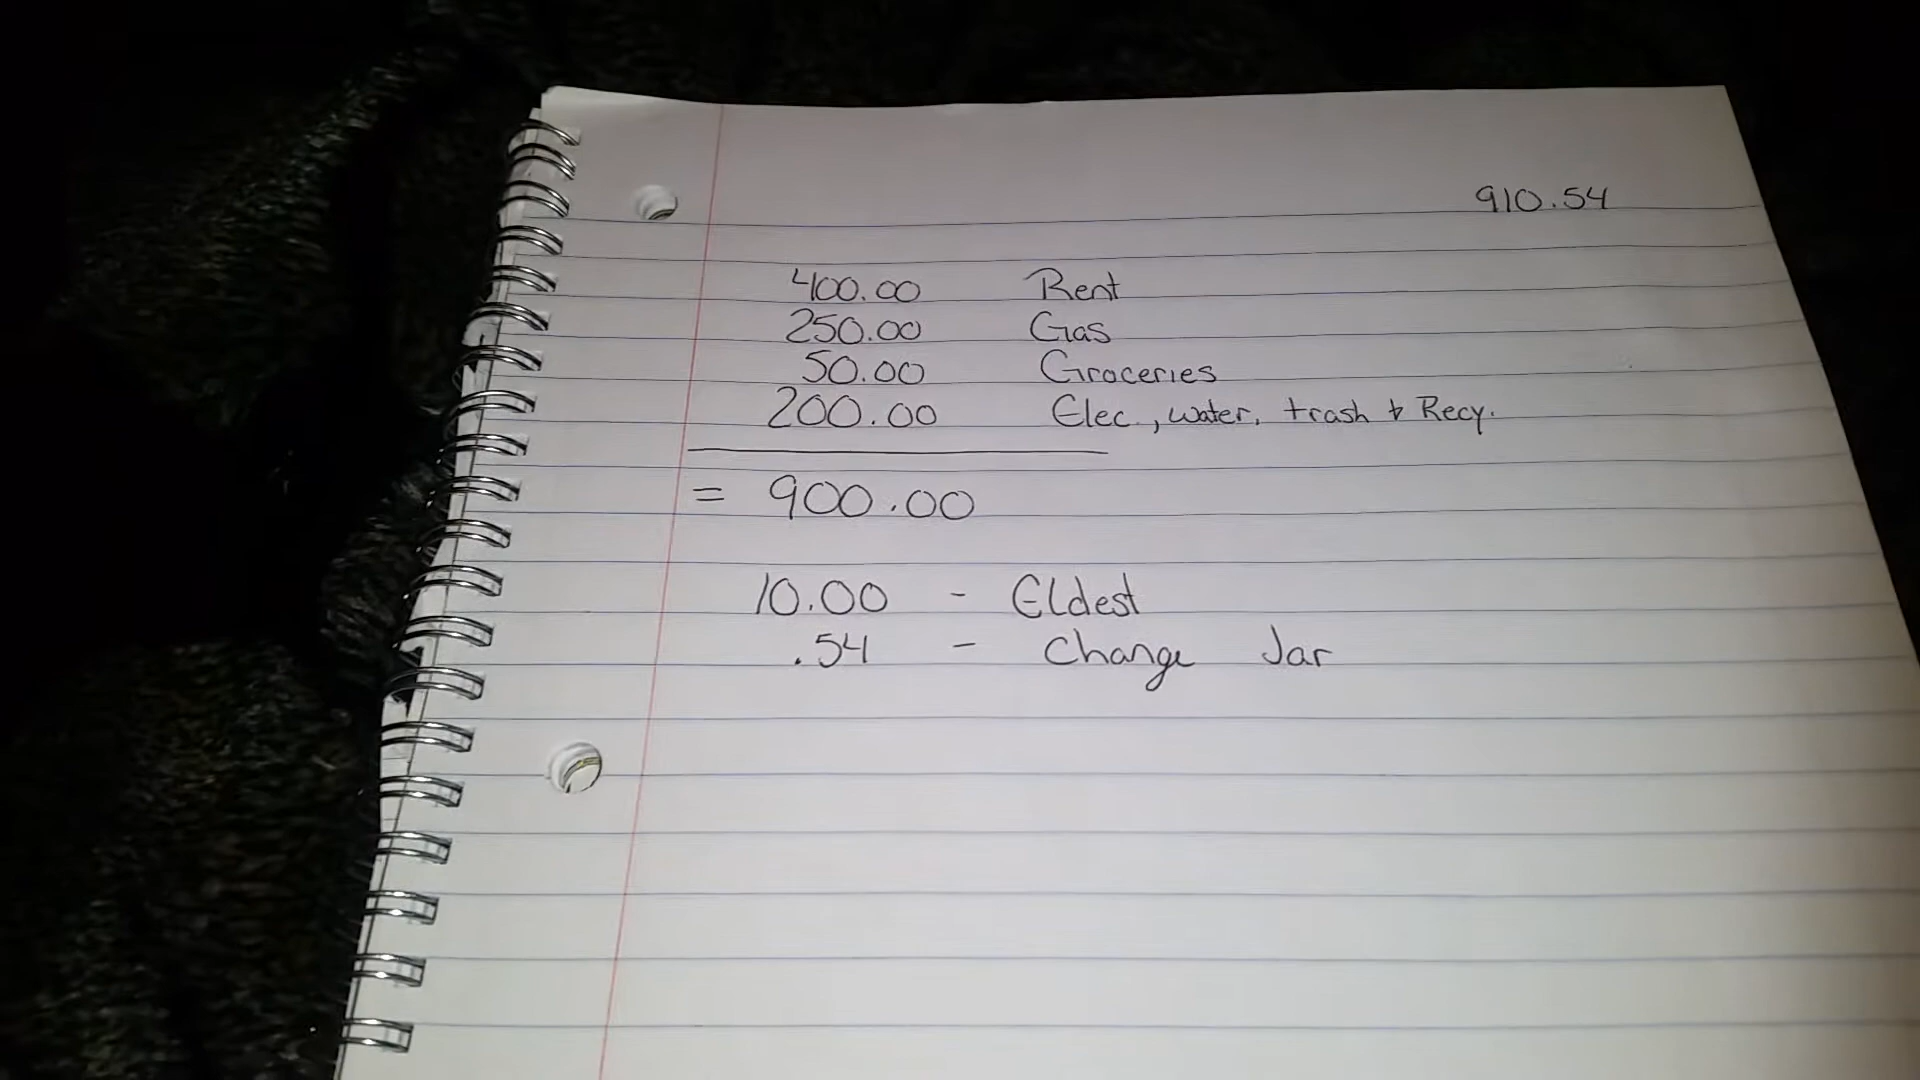 910.54
400.00 Rent
250.00 Gas
50.00 Groceries
200.00 Elec., water, trash & Recy.
= 900.00
10.00 - Eldest
.54 - Change Jar